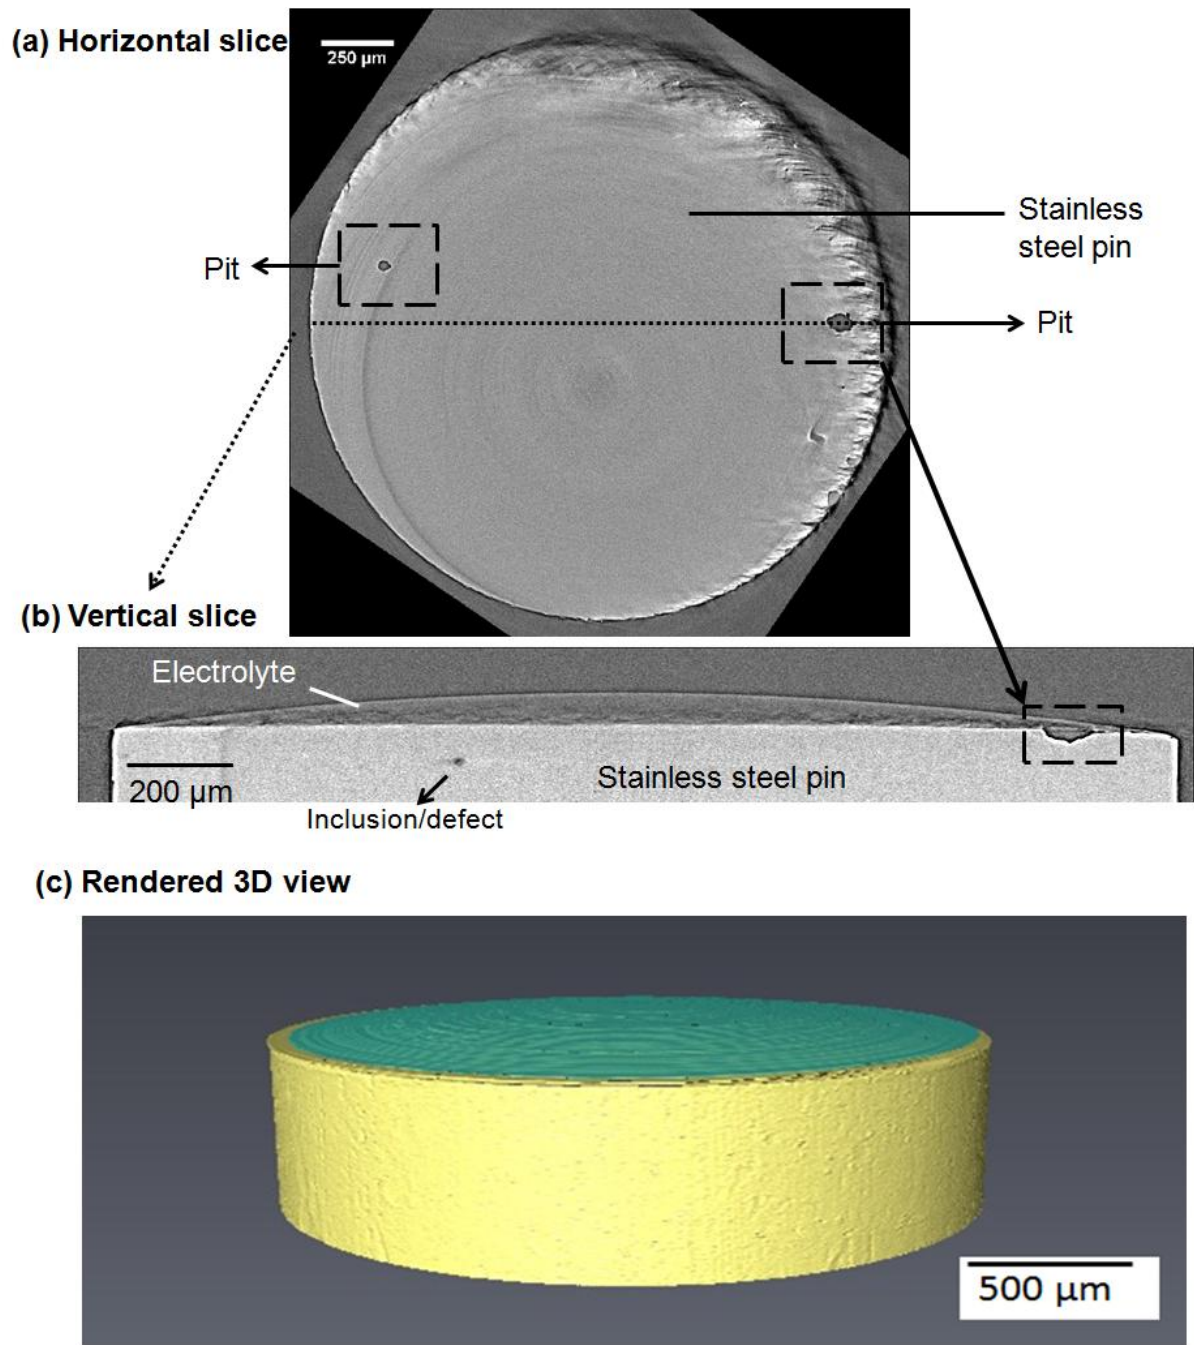 (a) Horizontal slice
250 μm
Stainless
steel pin
Pit
Pit
(b) Vertical slice
Electrolyte
200 μm
Stainless steel pin
Inclusion/defect
(c) Rendered 3D view
500 μm